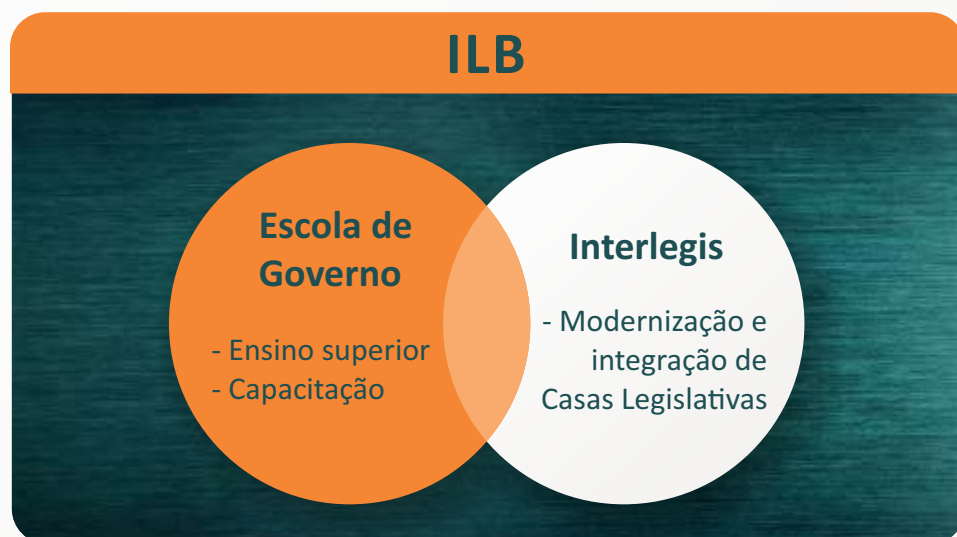 ILB
Escola de
Governo
- Ensino superior
- Capacitação
Interlegis
- Modernização e
integração de
Casas Legislativas